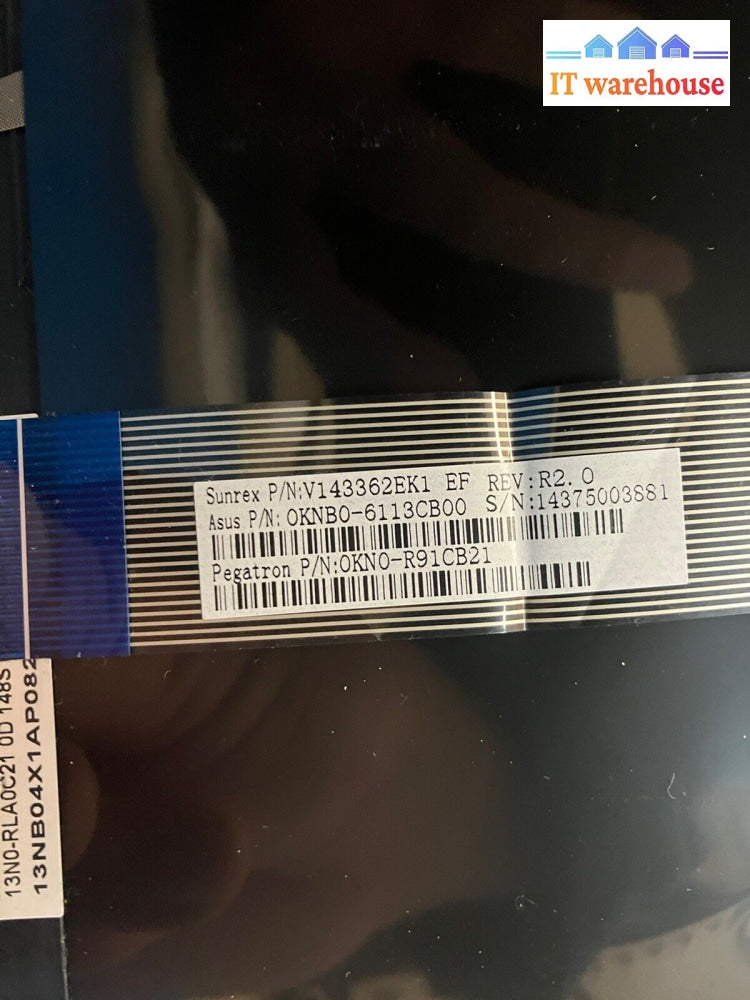 IT warehouse
Sunrex P/N:V143362EK1 EF REV:R2.0
Asus P/N: 0KNB0-6113CB00 S/N:14375003881
Pegatron P/N:0KN0-R91CB21
13N0-RLA0C21 0D 148S
13NB04X1AP082